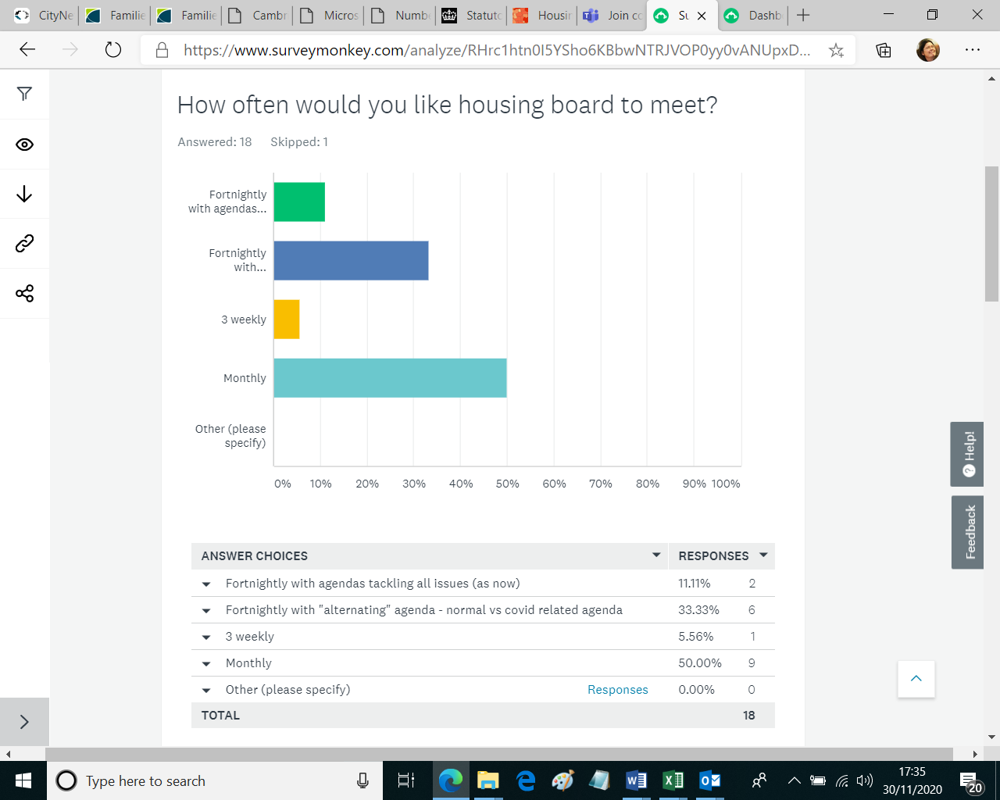 CityNe
Familie
Familie
Cambr
Micros
Numbe
Statuto
Housin
Join co
Su
Dashb
https://www.surveymonkey.com/analyze/RHrc1htn0I5YSho6KBbwNTRJVOP0yy0vANUpxD...
How often would you like housing board to meet?
Answered: 18 Skipped: 1
Fortnightly
with agendas...
Fortnightly
with...
3 weekly
Monthly
Other (please
specify)
0% 10% 20% 30% 40% 50% 60% 70% 80% 90% 100%
Help!
Feedback
ANSWER CHOICES RESPONSES
Fortnightly with agendas tackling all issues (as now) 11.11% 2
Fortnightly with "alternating" agenda - normal vs covid related agenda 33.33% 6
3 weekly 5.56% 1
Monthly 50.00% 9
Other (please specify) Responses 0.00% 0
TOTAL 18
Type here to search
17:35
30/11/2020
20